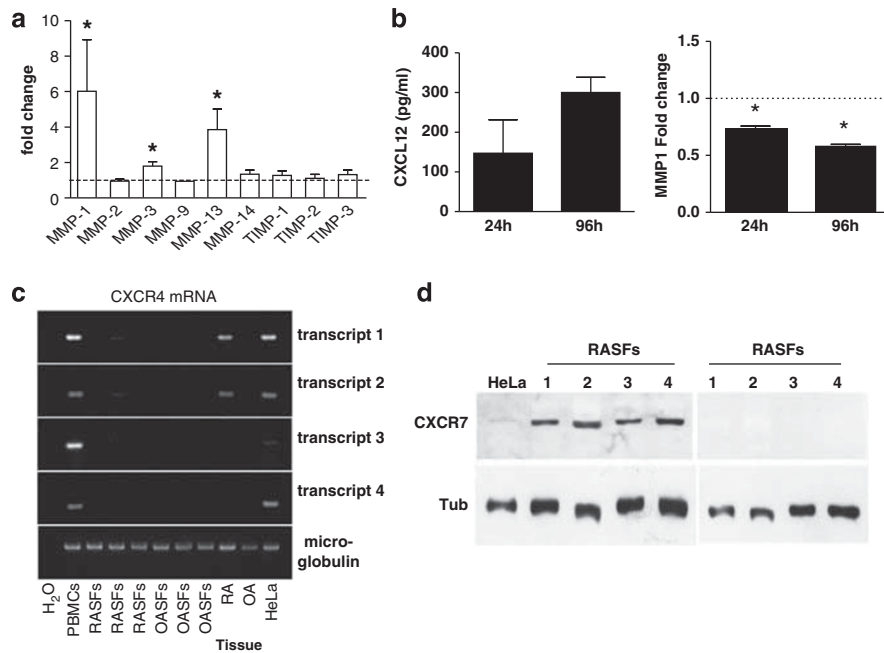 a
fold change
10
8
6
4
2
0
*
*
*
MMP-1
MMP-2
MMP-3
MMP-9
MMP-13
MMP-14
TIMP-1
TIMP-2
TIMP-3
b
CXCL12 (pg/ml)
400
300
200
100
0
24h
96h
MMP1 Fold change
1.5
1.0
0.5
0.0
*
*
24h
96h
c
CXCR4 mRNA
transcript 1
transcript 2
transcript 3
transcript 4
micro-
globulin
H2O
PBMCs
RASFs
RASFs
RASFs
OASFs
OASFs
OASFs
RA
OA
HeLa
Tissue
d
RASFs
RASFs
HeLa 1 2 3 4 1 2 3 4
CXCR7
Tub